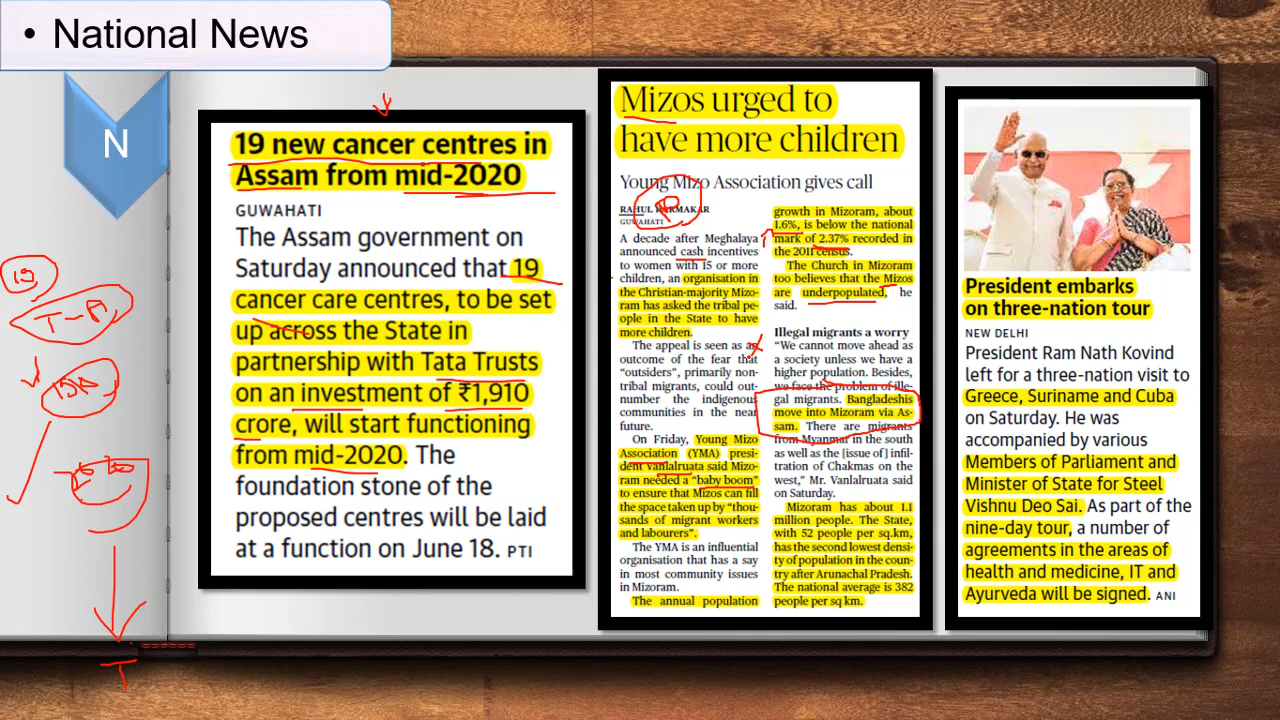 • National News
N
19 new cancer centres in
Assam from mid-2020
GUWAHATI
The Assam government on
Saturday announced that 19
cancer care centres, to be set
up across the State in
partnership with Tata Trusts
on an investment of ₹1,910
crore, will start functioning
from mid-2020. The
foundation stone of the
proposed centres will be laid
at a function on June 18. PTI
Mizos urged to
have more children
Young Mizo Association gives call
RAHUL KARMAKAR
GUWAHATI
A decade after Meghalaya
announced cash incentives
to women with 15 or more
children, an organisation in
the Christian-majority Mizo-
ram has asked the tribal pe-
ople in the State to have
more children.
The appeal is seen as an
outcome of the fear that
“outsiders”, primarily non-
tribal migrants, could out-
number the indigenous
communities in the near
future.
On Friday, Young Mizo
Association (YMA) presi-
dent Vanlalruata said Mizo-
ram needed a “baby boom”
to ensure that Mizos can fill
the space taken up by “thou-
sands of migrant workers
and labourers”.
The YMA is an influential
organisation that has a say
in most community issues
in Mizoram.
The annual population
growth in Mizoram, about
1.6%, is below the national
mark of 2.37% recorded in
the 2011 census.
The Church in Mizoram
too believes that the Mizos
are underpopulated, he
said.
Illegal migrants a worry
“We cannot move ahead as
a society unless we have a
higher population. Besides,
we face the problem of ille-
gal migrants. Bangladeshis
move into Mizoram via As-
sam. There are migrants
from Myanmar in the south
as well as the [issue of] infil-
tration of Chakmas on the
west,” Mr. Vanlalruata said
on Saturday.
Mizoram has about 1.1
million people. The State,
with 52 people per sq.km,
has the second lowest densi-
ty of population in the coun-
try after Arunachal Pradesh.
The national average is 382
people per sq km.
President embarks
on three-nation tour
NEW DELHI
President Ram Nath Kovind
left for a three-nation visit to
Greece, Suriname and Cuba
on Saturday. He was
accompanied by various
Members of Parliament and
Minister of State for Steel
Vishnu Deo Sai. As part of the
nine-day tour, a number of
agreements in the areas of
health and medicine, IT and
Ayurveda will be signed. ANI
19
T